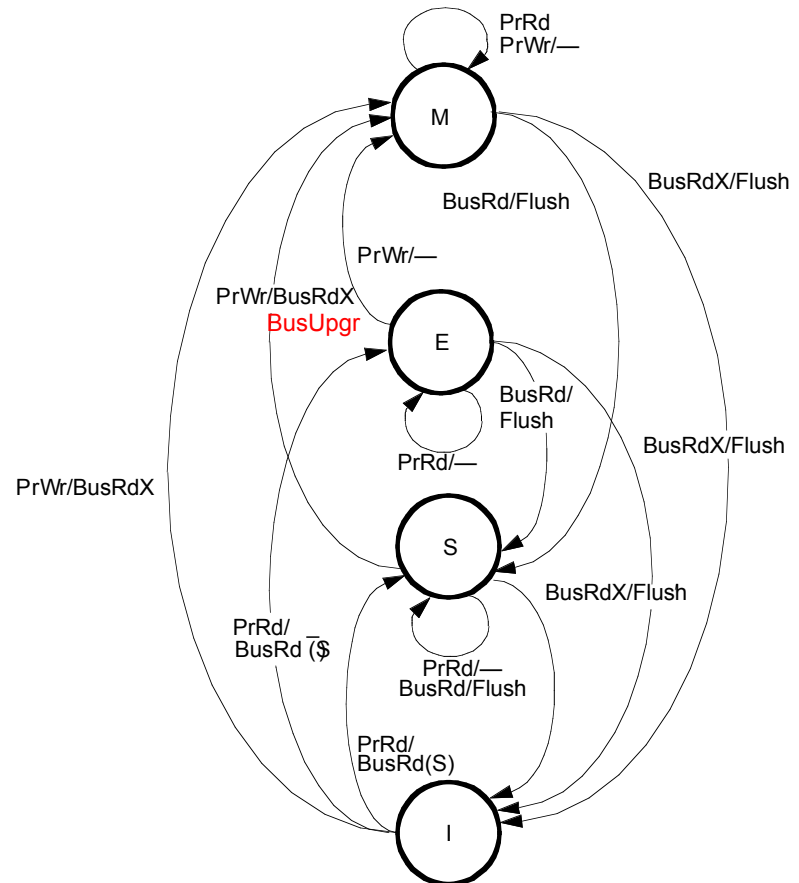 PrRd
PrWr/—
M
BusRdX/Flush
BusRd/Flush
PrWr/—
PrWr/BusRdX
BusUpgr
E
BusRd/
Flush
BusRdX/Flush
PrRd/—
PrWr/BusRdX
S
BusRdX/Flush
PrRd/
BusRd (S̅)
PrRd/—
BusRd/Flush
PrRd/
BusRd(S)
I